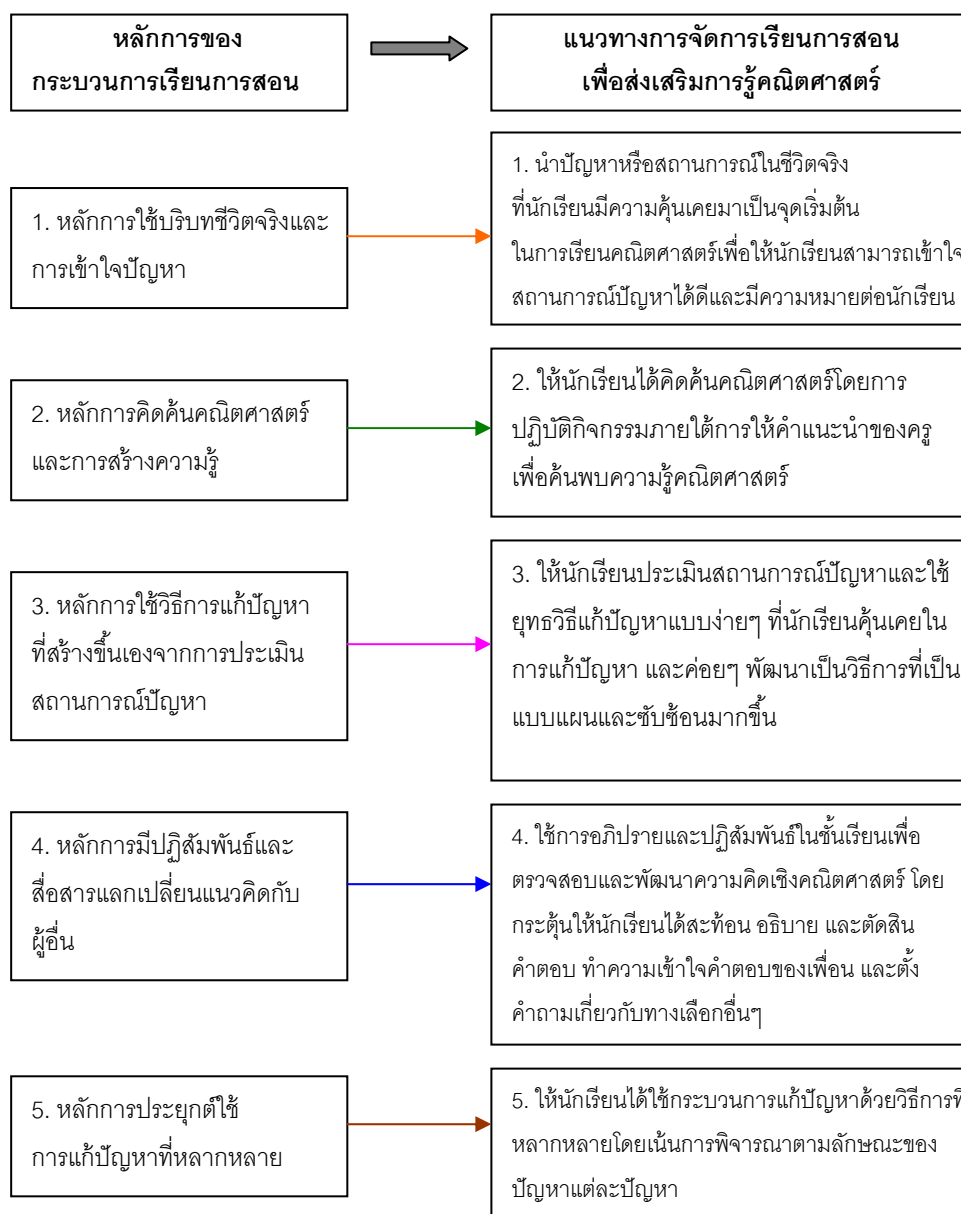 หลักการของ
กระบวนการเรียนการสอน
แนวทางการจัดการเรียนการสอน
เพื่อส่งเสริมการรู้คณิตศาสตร์
1. หลักการใช้บริบทชีวิตจริงและ
การเข้าใจปัญหา
1. นำปัญหาหรือสถานการณ์ในชีวิตจริง
ที่นักเรียนมีความคุ้นเคยมาเป็นจุดเริ่มต้น
ในการเรียนคณิตศาสตร์เพื่อให้นักเรียนสามารถเข้าใจ
สถานการณ์ปัญหาได้ดีและมีความหมายต่อนักเรียน
2. หลักการคิดค้นคณิตศาสตร์
และการสร้างความรู้
2. ให้นักเรียนได้คิดค้นคณิตศาสตร์โดยการ
ปฏิบัติกิจกรรมภายใต้การให้คำแนะนำของครู
เพื่อค้นพบความรู้คณิตศาสตร์
3. หลักการใช้วิธีการแก้ปัญหา
ที่สร้างขึ้นเองจากการประเมิน
สถานการณ์ปัญหา
3. ให้นักเรียนประเมินสถานการณ์ปัญหาและใช้
ยุทธวิธีแก้ปัญหาแบบง่ายๆ ที่นักเรียนคุ้นเคยใน
การแก้ปัญหา และค่อยๆ พัฒนาเป็นวิธีการที่เป็น
แบบแผนและซับซ้อนมากขึ้น
4. หลักการมีปฏิสัมพันธ์และ
สื่อสารแลกเปลี่ยนแนวคิดกับ
ผู้อื่น
4. ใช้การอภิปรายและปฏิสัมพันธ์ในชั้นเรียนเพื่อ
ตรวจสอบและพัฒนาความคิดเชิงคณิตศาสตร์ โดย
กระตุ้นให้นักเรียนได้สะท้อน อธิบาย และตัดสิน
คำตอบ ทำความเข้าใจคำตอบของเพื่อน และตั้ง
คำถามเกี่ยวกับทางเลือกอื่นๆ
5. หลักการประยุกต์ใช้
การแก้ปัญหาที่หลากหลาย
5. ให้นักเรียนได้ใช้กระบวนการแก้ปัญหาด้วยวิธีการ
หลากหลายโดยเน้นการพิจารณาตามลักษณะของ
ปัญหาแต่ละปัญหา